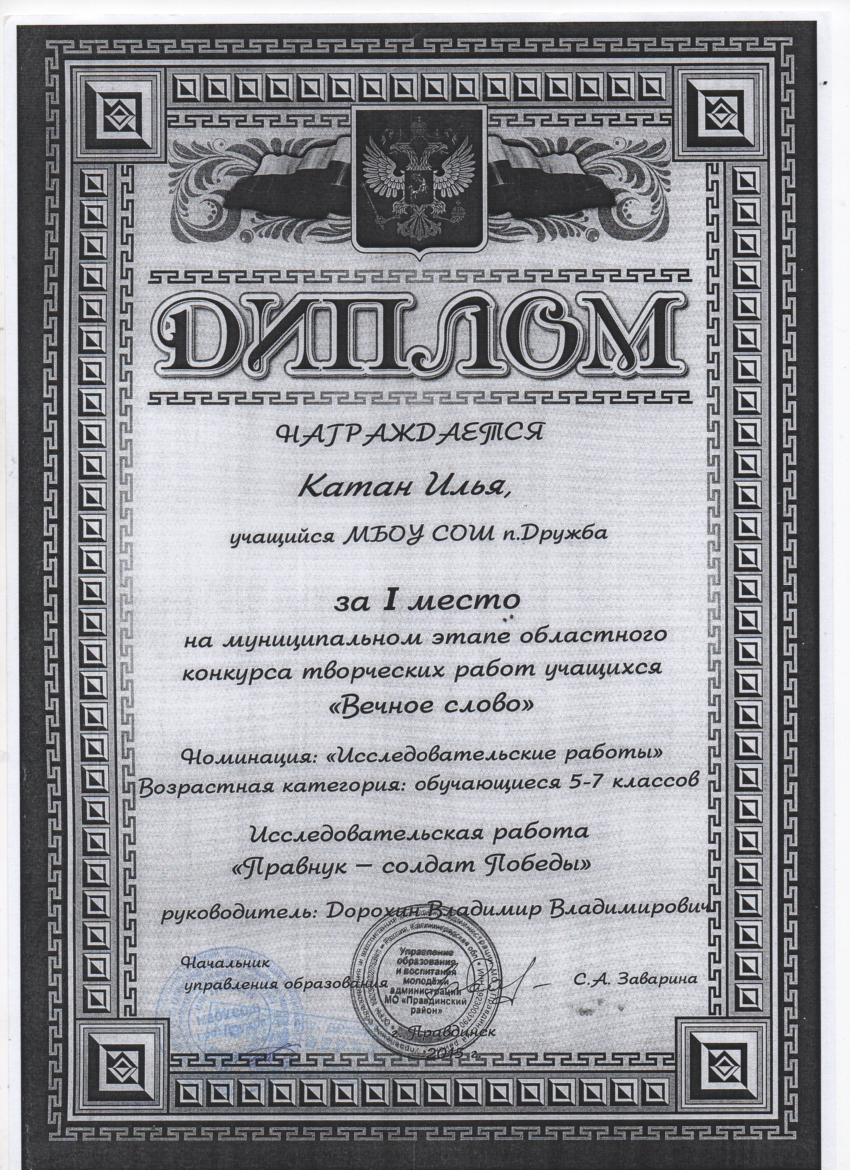 ДИПЛОМ
НАГРАЖДАЕТСЯ
Катан Илья,
учащийся МБОУ СОШ п.Дружба
за I место
на муниципальном этапе областного
конкурса творческих работ учащихся
«Вечное слово»
Номинация: «Исследовательские работы»
Возрастная категория: обучающиеся 5-7 классов
Исследовательская работа
«Правнук – солдат Победы»
руководитель: Дорохин Владимир Владимирович
Начальник
управления образования
С.А. Заварина
Управление
образования
и воспитания
молодёжи
администрации
МО «Правдинский
район»
г. Правдинск
2015 г.